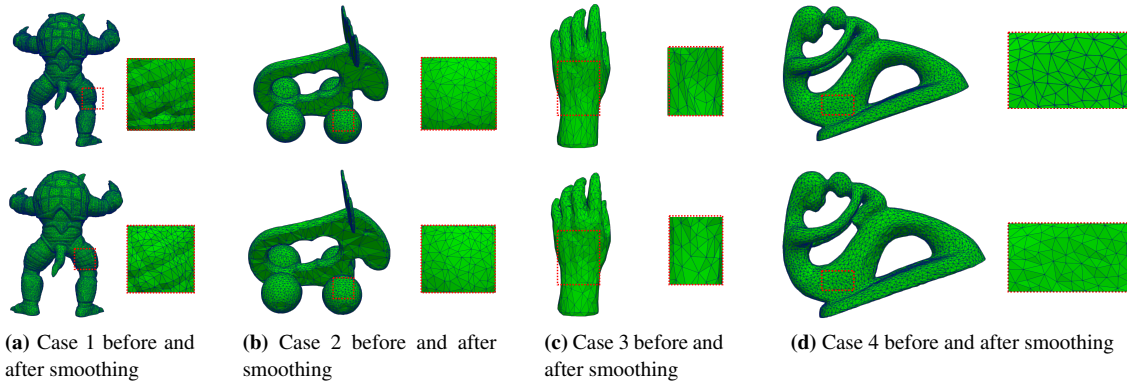 (a) Case 1 before and
after smoothing
(b) Case 2 before and after
smoothing
(c) Case 3 before and
after smoothing
(d) Case 4 before and after smoothing